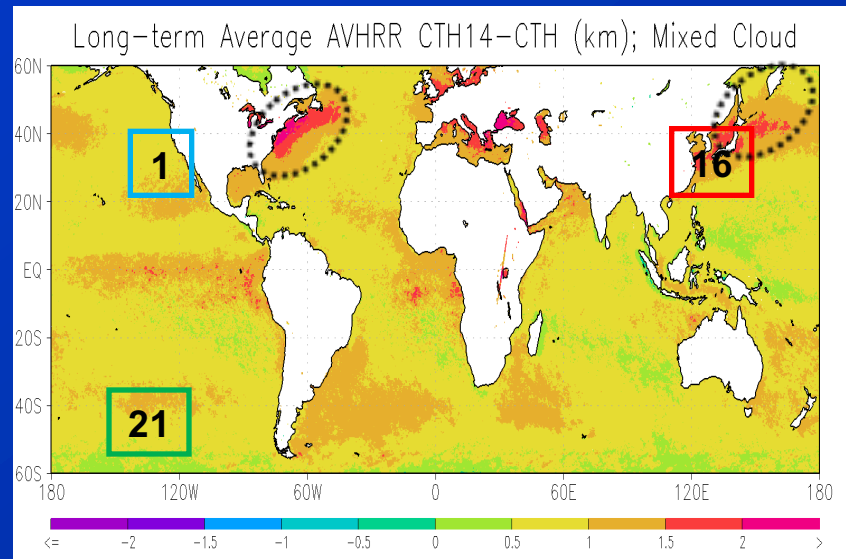 Long-term Average AVHRR CTH14-CTH (km); Mixed Cloud
60N
40N
20N
EQ
20S
40S
60S
1
16
21
180 120W 60W 0 60E 120E 180
<= -2 -1.5 -1 -0.5 0 0.5 1 1.5 2 >